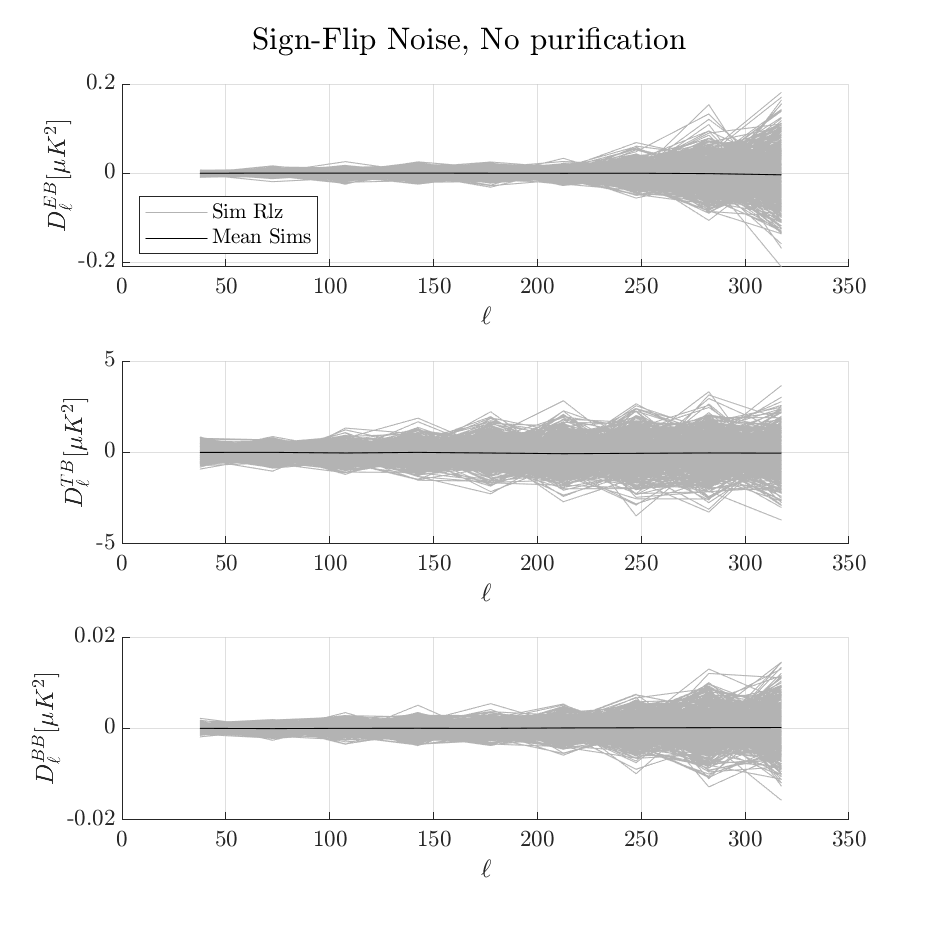 Sign-Flip Noise, No purification
0.2
0
-0.2
D_ℓ^{EB}[μK^2]
Sim Rlz
Mean Sims
0 50 100 150 200 250 300 350
ℓ
5
0
-5
D_ℓ^{TB}[μK^2]
0 50 100 150 200 250 300 350
ℓ
0.02
0
-0.02
D_ℓ^{BB}[μK^2]
0 50 100 150 200 250 300 350
ℓ